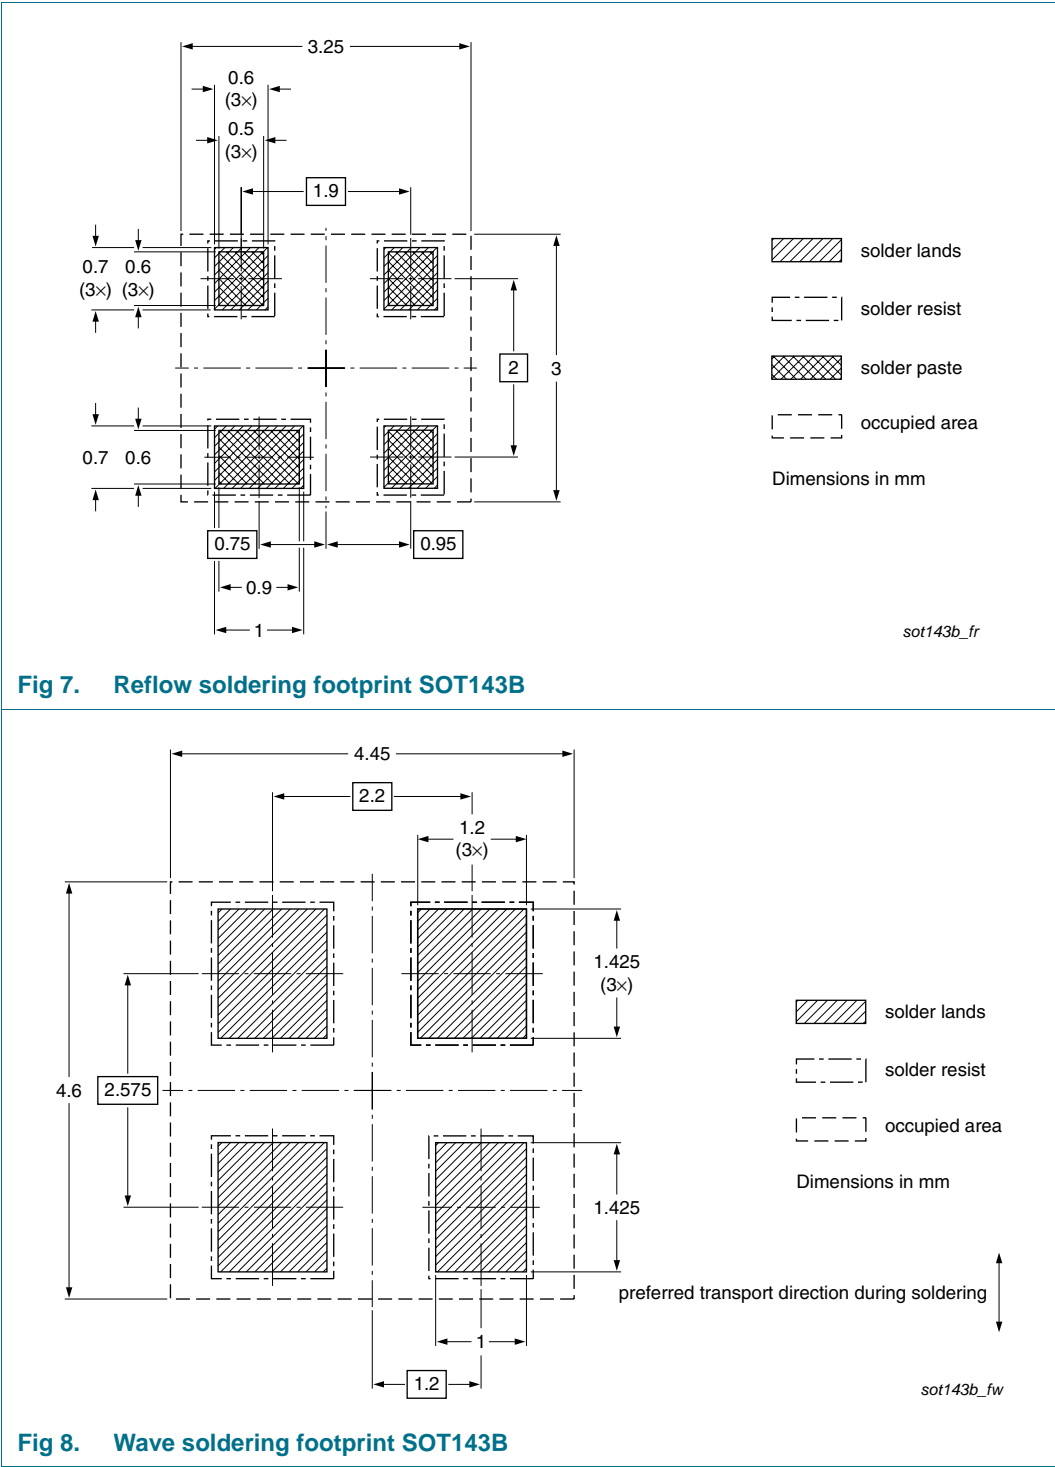 3.25
0.6
(3×)
0.5
(3×)
1.9
0.7 0.6
(3×) (3×)
2 3
0.7 0.6
0.75 0.95
0.9
1
solder lands
solder resist
solder paste
occupied area
Dimensions in mm
sot143b_fr
Fig 7. Reflow soldering footprint SOT143B
4.45
2.2
1.2
(3×)
1.425
(3×)
4.6 2.575
1.425
1
1.2
solder lands
solder resist
occupied area
Dimensions in mm
preferred transport direction during soldering
sot143b_fw
Fig 8. Wave soldering footprint SOT143B